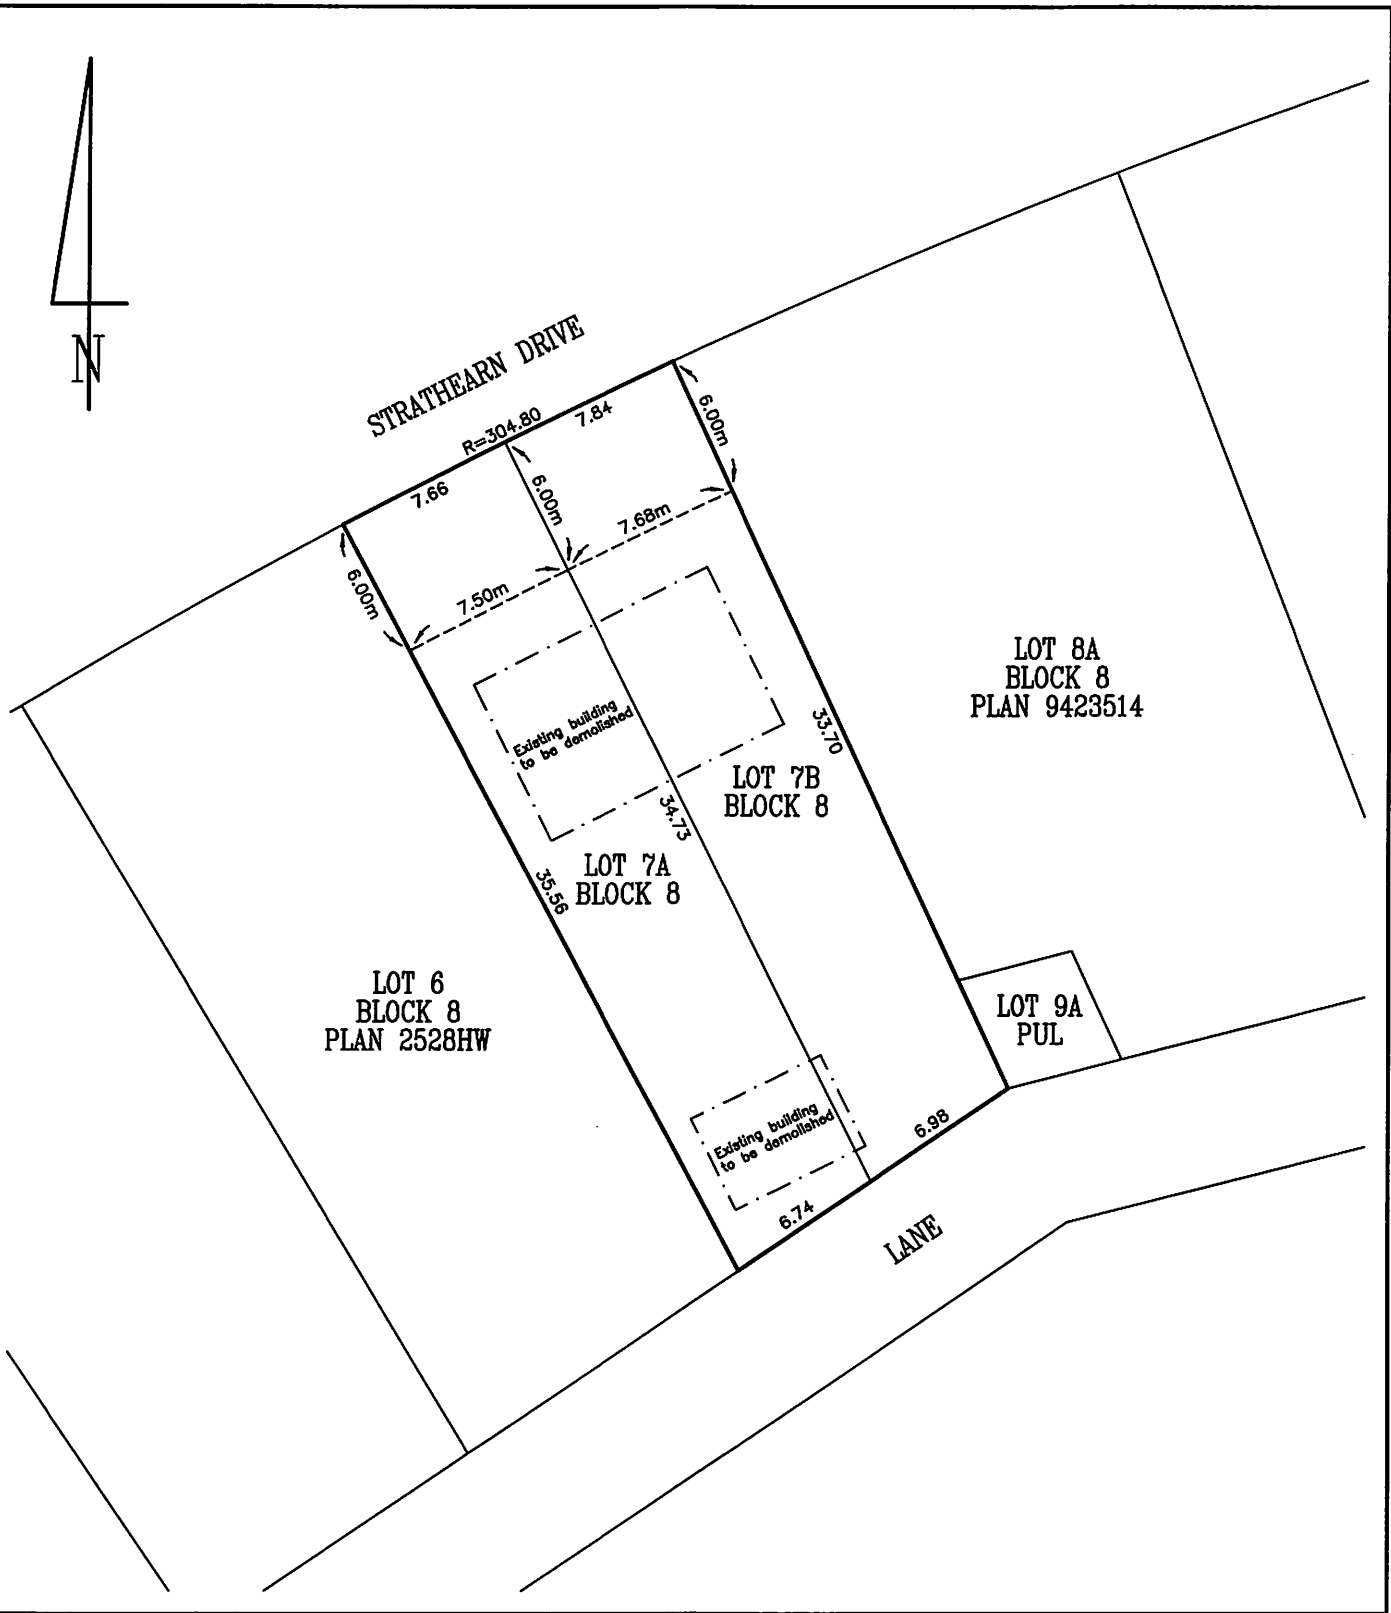 N
STRATHEARN DRIVE
R=304.80
7.84
7.66
6.00m
6.00m
6.00m
7.68m
7.50m
Existing building
to be demolished
LOT 8A
BLOCK 8
PLAN 9423514
33.70
LOT 7B
BLOCK 8
34.73
LOT 7A
BLOCK 8
35.56
LOT 6
BLOCK 8
PLAN 2528HW
LOT 9A
PUL
Existing building
to be demolished
6.98
6.74
LANE